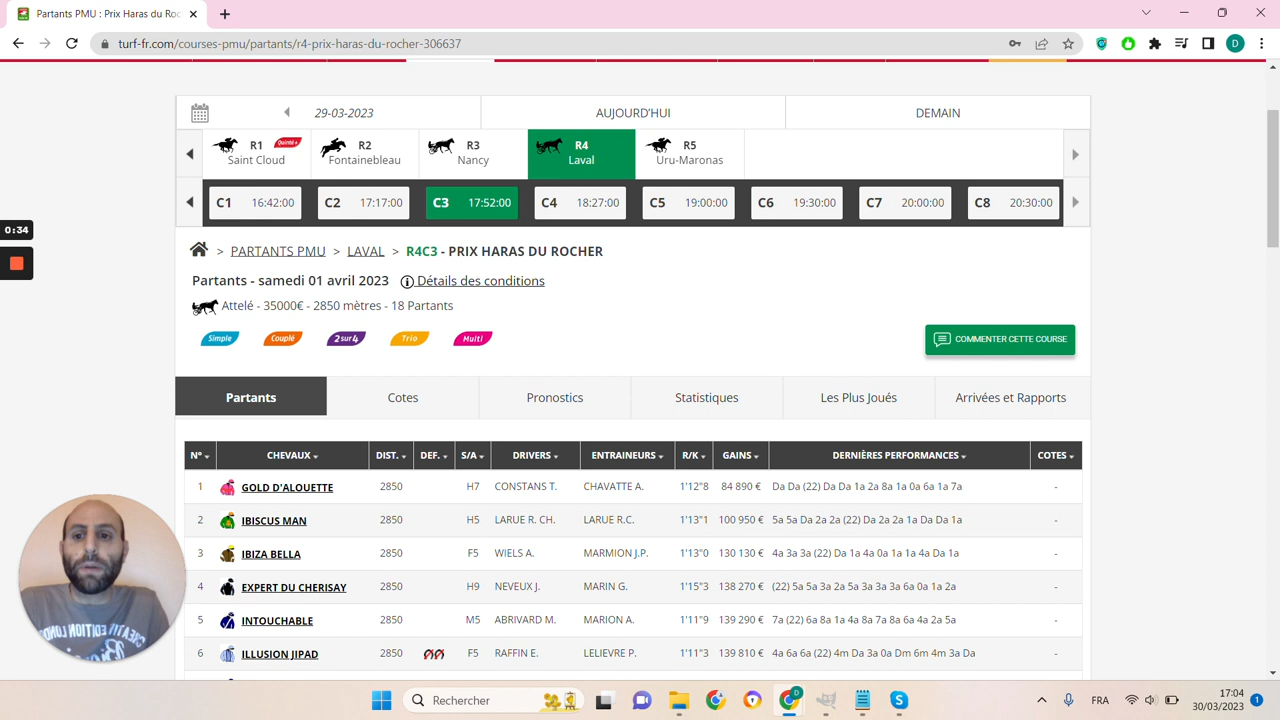 Partants PMU : Prix Haras du Roc
turf-fr.com/courses-pmu/partants/r4-prix-haras-du-rocher-306637
D
29-03-2023 AUJOURD'HUI DEMAIN
R1 Quinté+ R2 R3 R4 R5
Saint Cloud Fontainebleau Nancy Laval Uru-Maronas
C1 16:42:00 C2 17:17:00 C3 17:52:00 C4 18:27:00 C5 19:00:00 C6 19:30:00 C7 20:00:00 C8 20:30:00
0:34
> PARTANTS PMU > LAVAL > R4C3 - PRIX HARAS DU ROCHER
Partants - samedi 01 avril 2023 Détails des conditions
Attelé - 35000€ - 2850 mètres - 18 Partants
Simple Couplé 2sur4 Trio Multi
COMMENTER CETTE COURSE
Partants Cotes Pronostics Statistiques Les Plus Joués Arrivées et Rapports
N° CHEVAUX DIST. DEF. S/A DRIVERS ENTRAINEURS R/K GAINS DERNIÈRES PERFORMANCES COTES
1 GOLD D'ALOUETTE 2850 H7 CONSTANS T. CHAVATTE A. 1'12"8 84 890 € Da Da (22) Da Da 1a 2a 8a 1a 0a 6a 1a 7a -
2 IBISCUS MAN 2850 H5 LARUE R. CH. LARUE R.C. 1'13"1 100 950 € 5a 5a Da 2a 2a (22) Da 2a 2a 1a Da Da 1a -
3 IBIZA BELLA 2850 F5 WIELS A. MARMION J.P. 1'13"0 130 130 € 4a 3a 3a (22) Da 1a 4a 0a 1a 1a 4a Da 1a -
4 EXPERT DU CHERISAY 2850 H9 NEVEUX J. MARIN G. 1'15"3 138 270 € (22) 5a 5a 3a 2a 5a 3a 3a 3a 6a 0a 1a 2a -
5 INTOUCHABLE 2850 M5 ABRIVARD M. MARION A. 1'11"9 139 290 € 7a (22) 6a 8a 1a 4a 8a 7a 8a 6a 4a 2a 5a -
6 ILLUSION JIPAD 2850 F5 RAFFIN E. LELIEVRE P. 1'11"3 139 810 € 4a 6a 6a (22) 4m Da 3a 0a Dm 6m 4m 3a Da -
Rechercher
FRA
17:04
30/03/2023
1